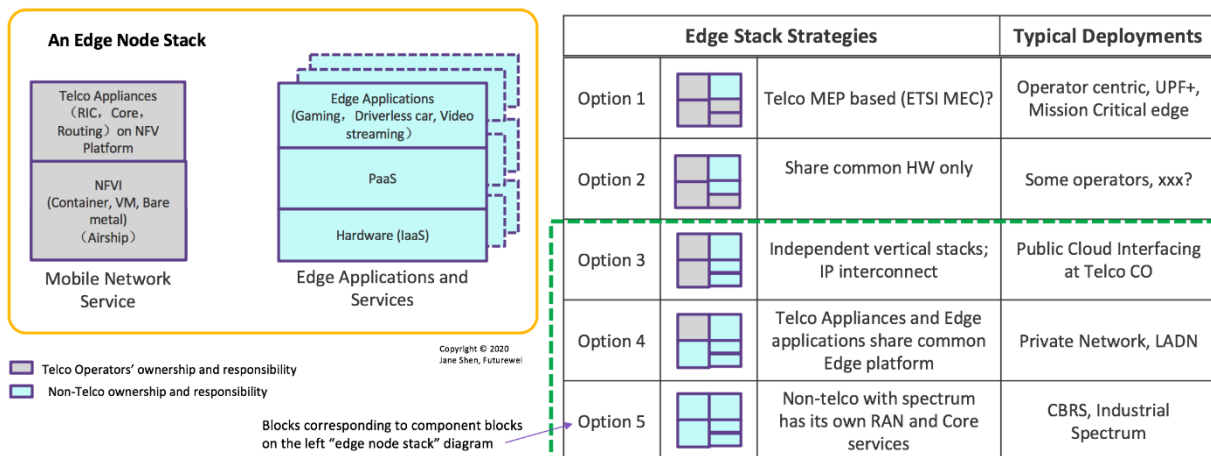 An Edge Node Stack
Telco Appliances
（RIC，Core，
Routing）on NFV
Platform
NFVI
(Container, VM, Bare
metal)
（Airship）
Mobile Network
Service
Edge Applications
(Gaming，Driverless car, Video
streaming）
PaaS
Hardware (IaaS)
Edge Applications and
Services
Copyright © 2020
Jane Shen, Futurewei
Telco Operators' ownership and responsibility
Non-Telco ownership and responsibility
Blocks corresponding to component blocks
on the left “edge node stack” diagram
Edge Stack Strategies
Typical Deployments
Option 1
Telco MEP based (ETSI MEC)?
Operator centric, UPF+,
Mission Critical edge
Option 2
Share common HW only
Some operators, xxx?
Option 3
Independent vertical stacks;
IP interconnect
Public Cloud Interfacing
at Telco CO
Option 4
Telco Appliances and Edge
applications share common
Edge platform
Private Network, LADN
Option 5
Non-telco with spectrum
has its own RAN and Core
services
CBRS, Industrial
Spectrum